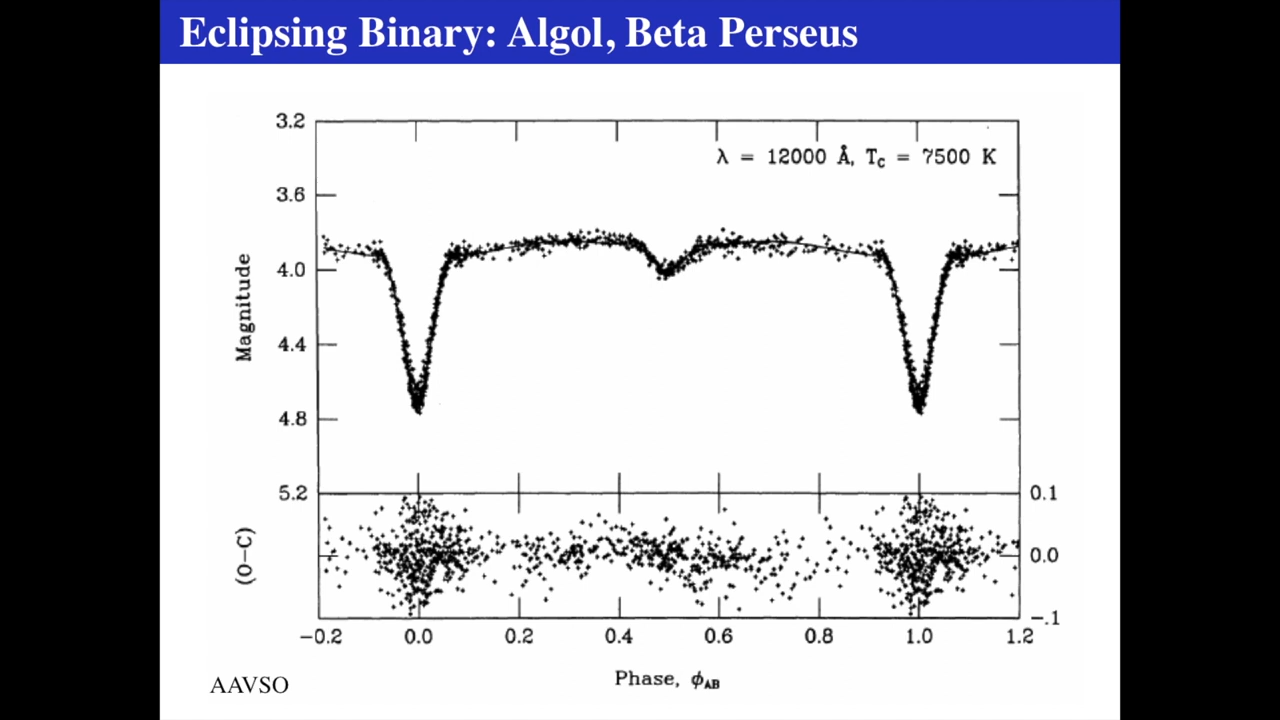 Eclipsing Binary: Algol, Beta Perseus
λ = 12000 Å, Tc = 7500 K
3.2
3.6
4.0
4.4
4.8
5.2
Magnitude
0.1
0.0
-.1
(O-C)
-0.2 0.0 0.2 0.4 0.6 0.8 1.0 1.2
Phase, ϕAB
AAVSO